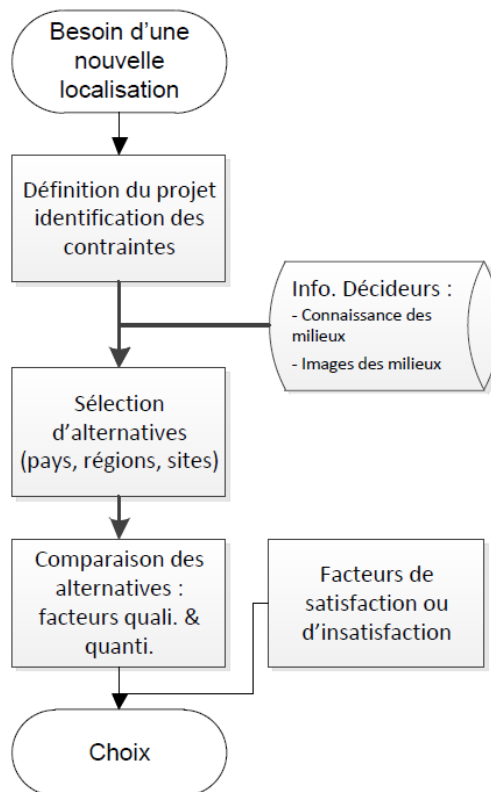 Besoin d'une
nouvelle
localisation
Définition du projet
identification des
contraintes
Info. Décideurs :
- Connaissance des
milieux
- Images des milieux
Sélection
d'alternatives
(pays, régions, sites)
Comparaison des
alternatives :
facteurs quali. &
quanti.
Facteurs de
satisfaction ou
d'insatisfaction
Choix